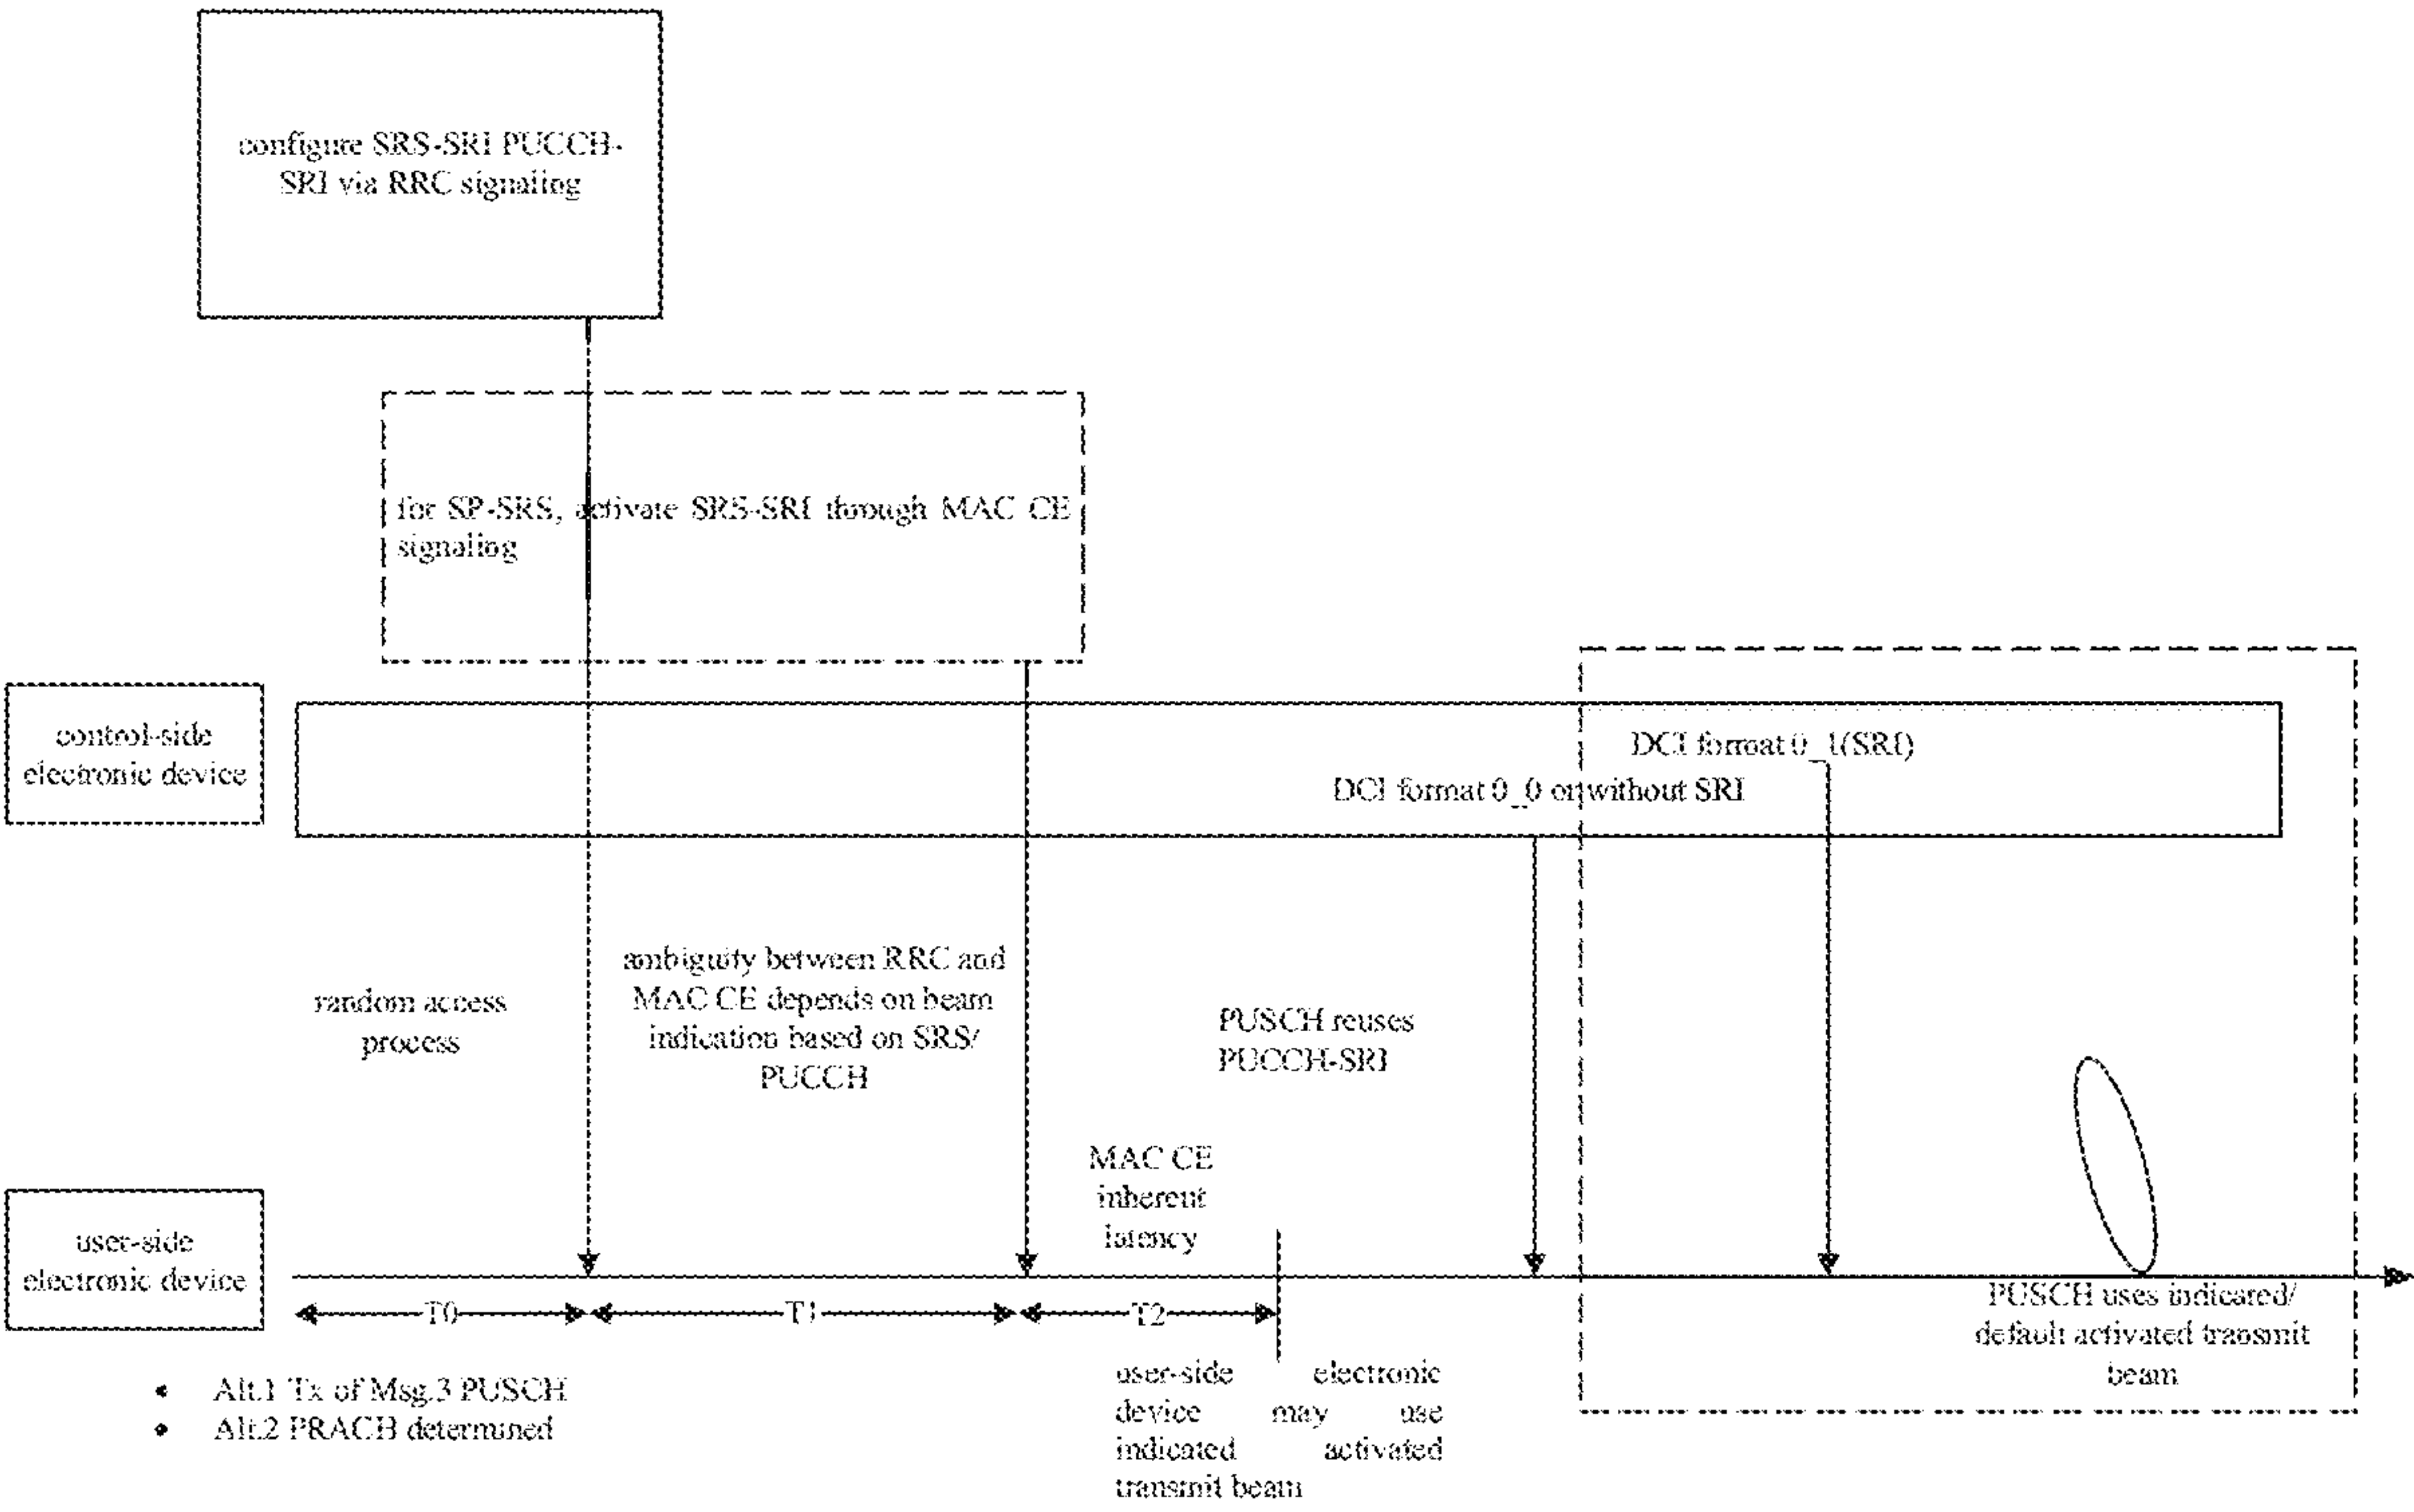 configure SRS-SRI PUCCH-
SRI via RRC signaling
for SP-SRS, activate SRS-SRI through MAC CE
signaling
control-side
electronic device
DCI format 0_1(SRI)
DCI format 0_0 or without SRI
random access
process
ambiguity between RRC and
MAC CE depends on beam
indication based on SRS/
PUCCH
PUSCH reuses
PUCCH-SRI
MAC CE
inherent
latency
user-side
electronic device
T0
T1
T2
PUSCH uses indicated/
default activated transmit
beam
• Alt.1 Tx of Msg.3 PUSCH
• Alt.2 PRACH determined
user-side electronic
device may use
indicated activated
transmit beam